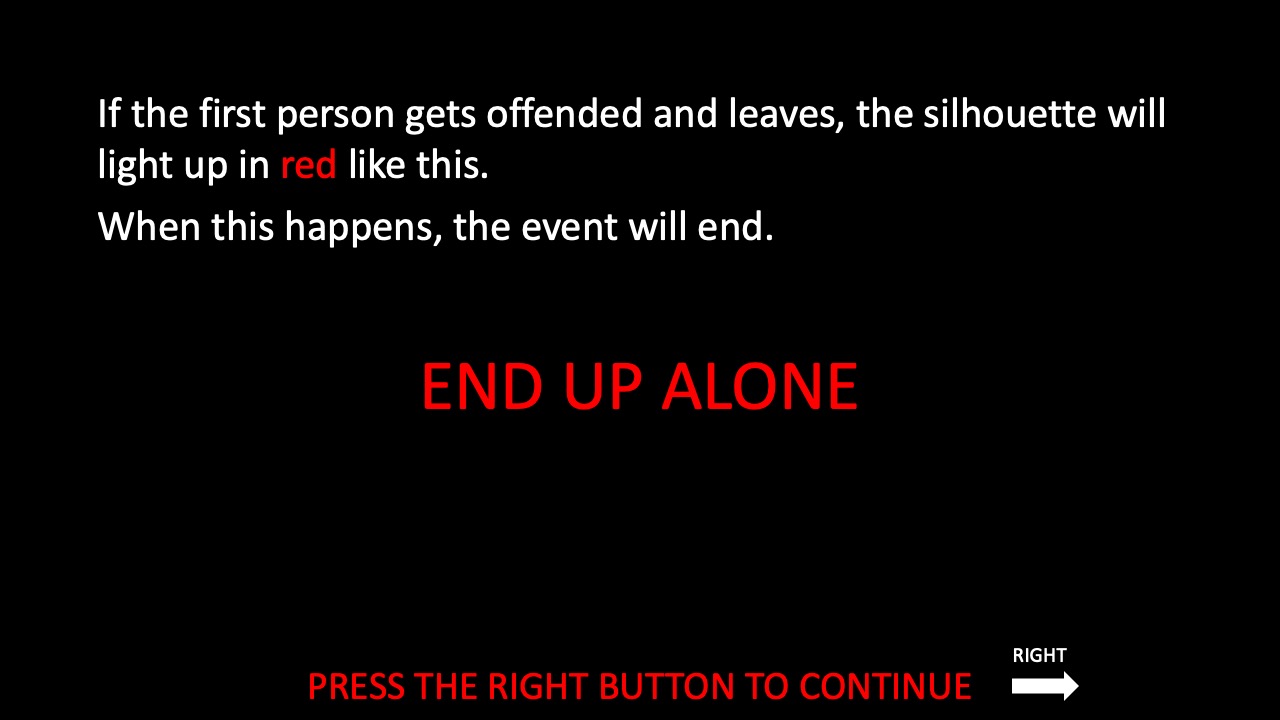 If the first person gets offended and leaves, the silhouette will
light up in red like this.
When this happens, the event will end.
END UP ALONE
RIGHT
PRESS THE RIGHT BUTTON TO CONTINUE